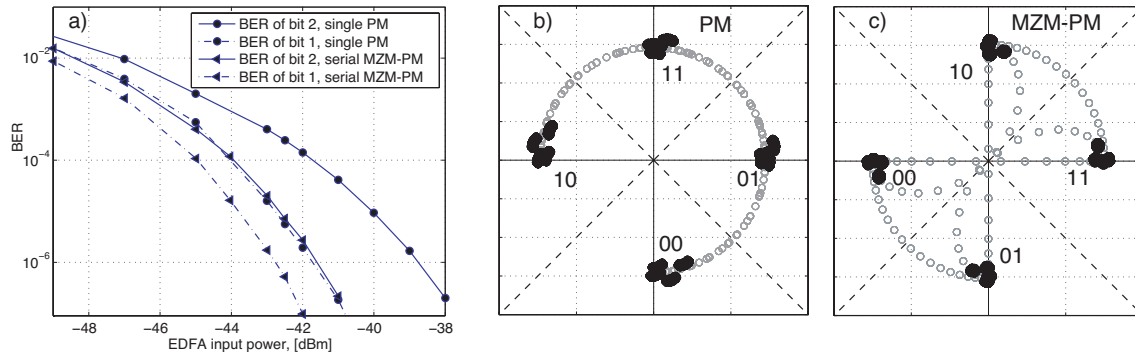 a)
BER of bit 2, single PM
BER of bit 1, single PM
BER of bit 2, serial MZM-PM
BER of bit 1, serial MZM-PM
10^-2
10^-4
10^-6
BER
−48 −46 −44 −42 −40 −38
EDFA input power, [dBm]
b) PM
11
10 01
00
c) MZM-PM
10
00 11
01